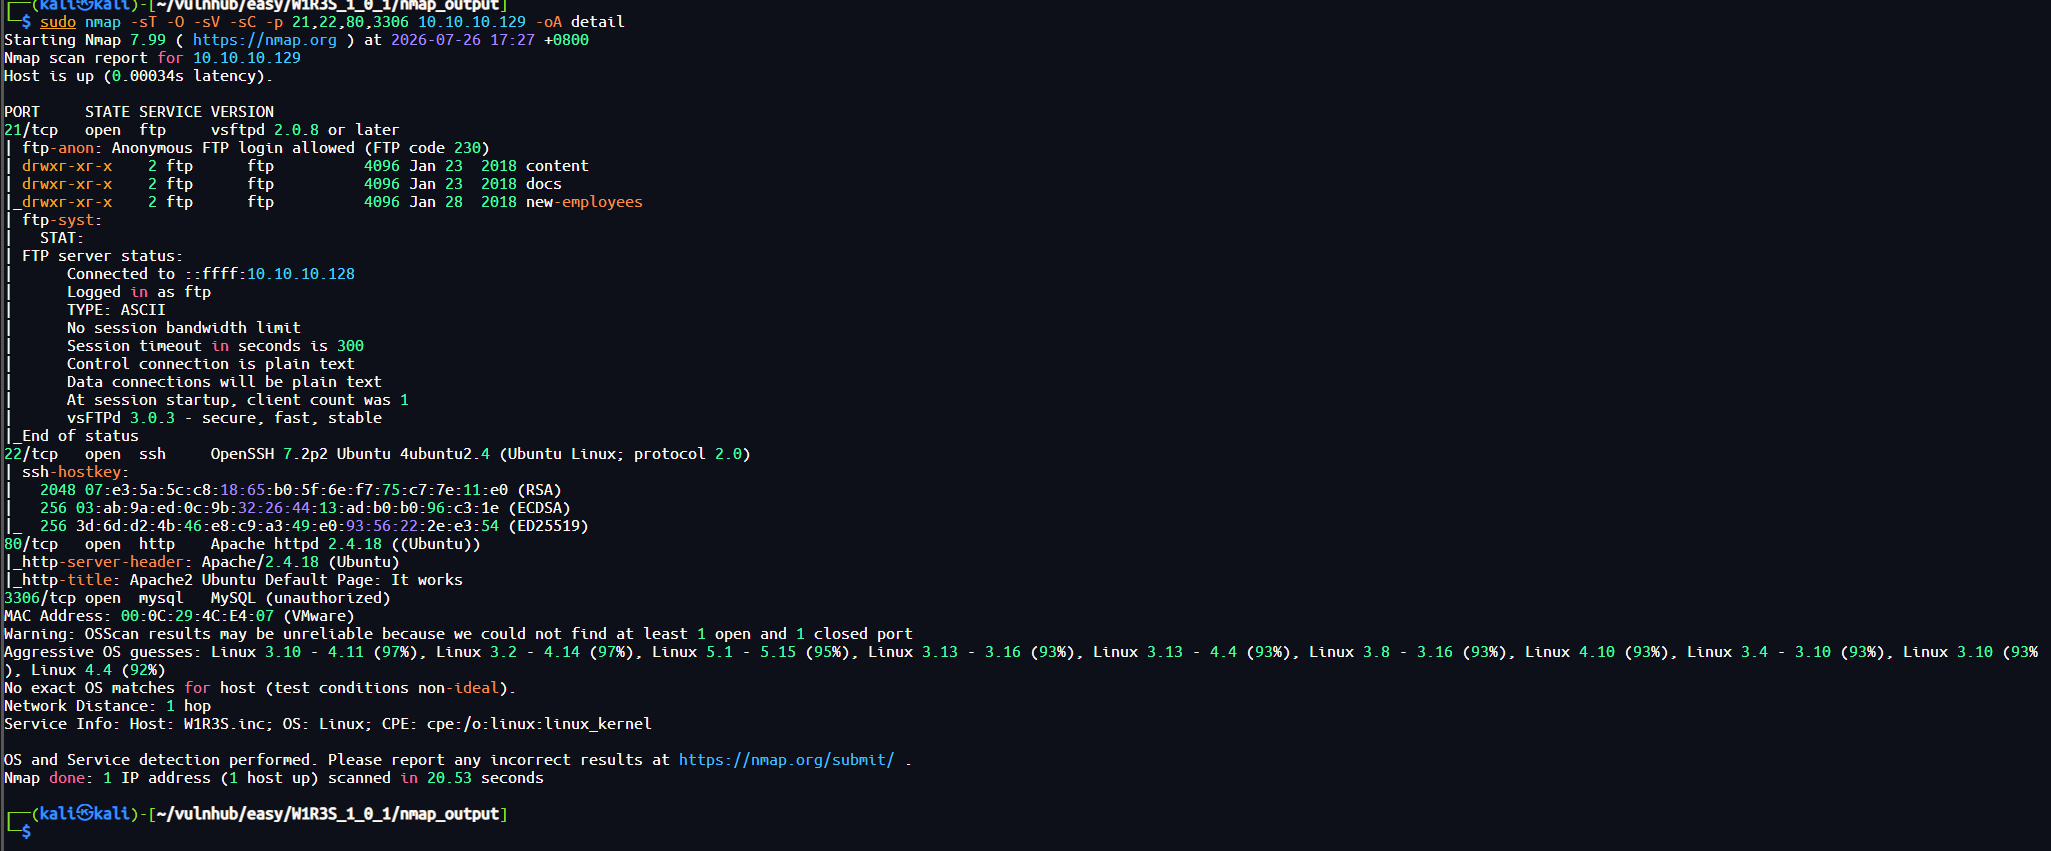 ┌──(kali㉿kali)-[~/vulnhub/easy/W1R3S_1_0_1/nmap_output]
└─$ sudo nmap -sT -O -sV -sC -p 21,22,80,3306 10.10.10.129 -oA detail
Starting Nmap 7.99 ( https://nmap.org ) at 2026-07-26 17:27 +0800
Nmap scan report for 10.10.10.129
Host is up (0.00034s latency).

PORT     STATE SERVICE VERSION
21/tcp   open  ftp     vsftpd 2.0.8 or later
| ftp-anon: Anonymous FTP login allowed (FTP code 230)
| drwxr-xr-x    2 ftp      ftp          4096 Jan 23  2018 content
| drwxr-xr-x    2 ftp      ftp          4096 Jan 23  2018 docs
|_drwxr-xr-x    2 ftp      ftp          4096 Jan 28  2018 new-employees
| ftp-syst:
|   STAT:
| FTP server status:
|      Connected to ::ffff:10.10.10.128
|      Logged in as ftp
|      TYPE: ASCII
|      No session bandwidth limit
|      Session timeout in seconds is 300
|      Control connection is plain text
|      Data connections will be plain text
|      At session startup, client count was 1
|      vsFTPd 3.0.3 - secure, fast, stable
|_End of status
22/tcp   open  ssh     OpenSSH 7.2p2 Ubuntu 4ubuntu2.4 (Ubuntu Linux; protocol 2.0)
| ssh-hostkey:
|   2048 07:e3:5a:5c:c8:18:65:b0:5f:6e:f7:75:c7:7e:11:e0 (RSA)
|   256 03:ab:9a:ed:0c:9b:32:26:44:13:ad:b0:b0:96:c3:1e (ECDSA)
|_  256 3d:6d:d2:4b:46:e8:c9:a3:49:e0:93:56:22:2e:e3:54 (ED25519)
80/tcp   open  http    Apache httpd 2.4.18 ((Ubuntu))
|_http-server-header: Apache/2.4.18 (Ubuntu)
|_http-title: Apache2 Ubuntu Default Page: It works
3306/tcp open  mysql   MySQL (unauthorized)
MAC Address: 00:0C:29:4C:E4:07 (VMware)
Warning: OSScan results may be unreliable because we could not find at least 1 open and 1 closed port
Aggressive OS guesses: Linux 3.10 - 4.11 (97%), Linux 3.2 - 4.14 (97%), Linux 5.1 - 5.15 (95%), Linux 3.13 - 3.16 (93%), Linux 3.13 - 4.4 (93%), Linux 3.8 - 3.16 (93%), Linux 4.10 (93%), Linux 3.4 - 3.10 (93%), Linux 3.10 (93%
), Linux 4.4 (92%)
No exact OS matches for host (test conditions non-ideal).
Network Distance: 1 hop
Service Info: Host: W1R3S.inc; OS: Linux; CPE: cpe:/o:linux:linux_kernel

OS and Service detection performed. Please report any incorrect results at https://nmap.org/submit/ .
Nmap done: 1 IP address (1 host up) scanned in 20.53 seconds

┌──(kali㉿kali)-[~/vulnhub/easy/W1R3S_1_0_1/nmap_output]
└─$